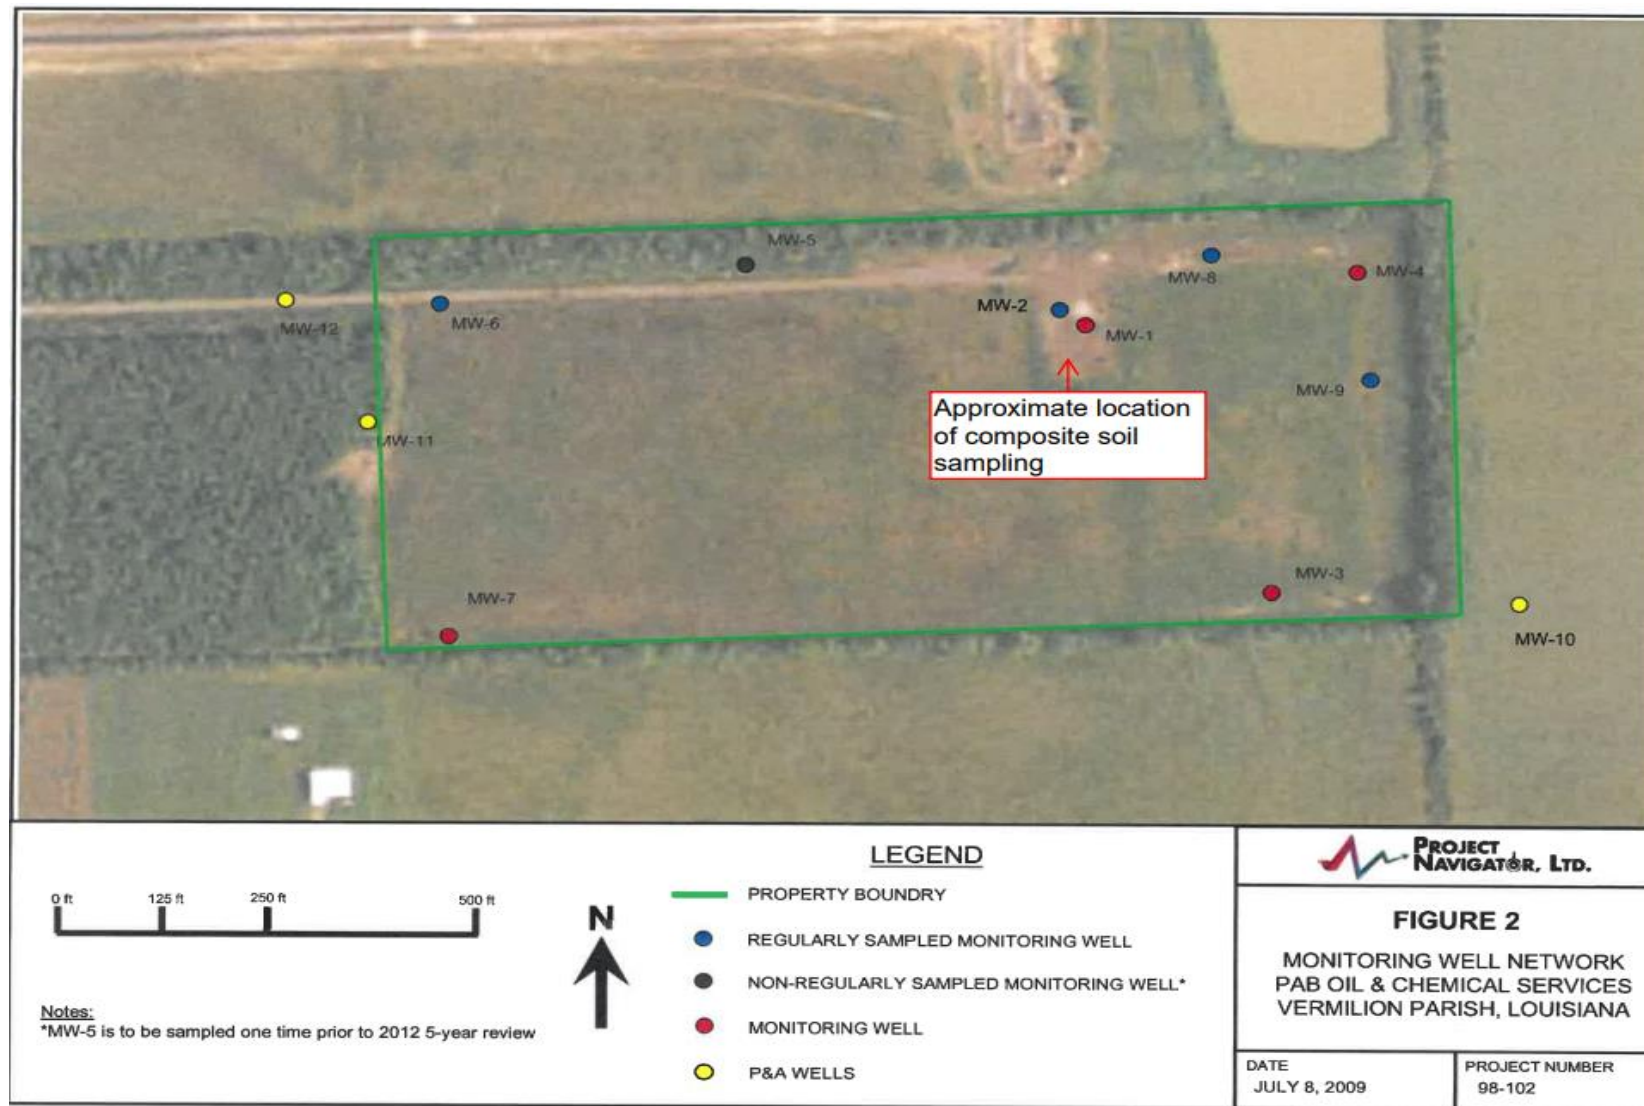 MW-5
MW-4
MW-8
MW-12
MW-6
MW-2
MW-1
MW-9
Approximate location
of composite soil
sampling
MW-11
MW-3
MW-7
MW-10
LEGEND
PROPERTY BOUNDRY
REGULARLY SAMPLED MONITORING WELL
NON-REGULARLY SAMPLED MONITORING WELL*
MONITORING WELL
P&A WELLS
0 ft 125 ft 250 ft 500 ft
N
Notes:
*MW-5 is to be sampled one time prior to 2012 5-year review
PROJECT
NAVIGATOR, LTD.
FIGURE 2
MONITORING WELL NETWORK
PAB OIL & CHEMICAL SERVICES
VERMILION PARISH, LOUISIANA
DATE
JULY 8, 2009
PROJECT NUMBER
98-102